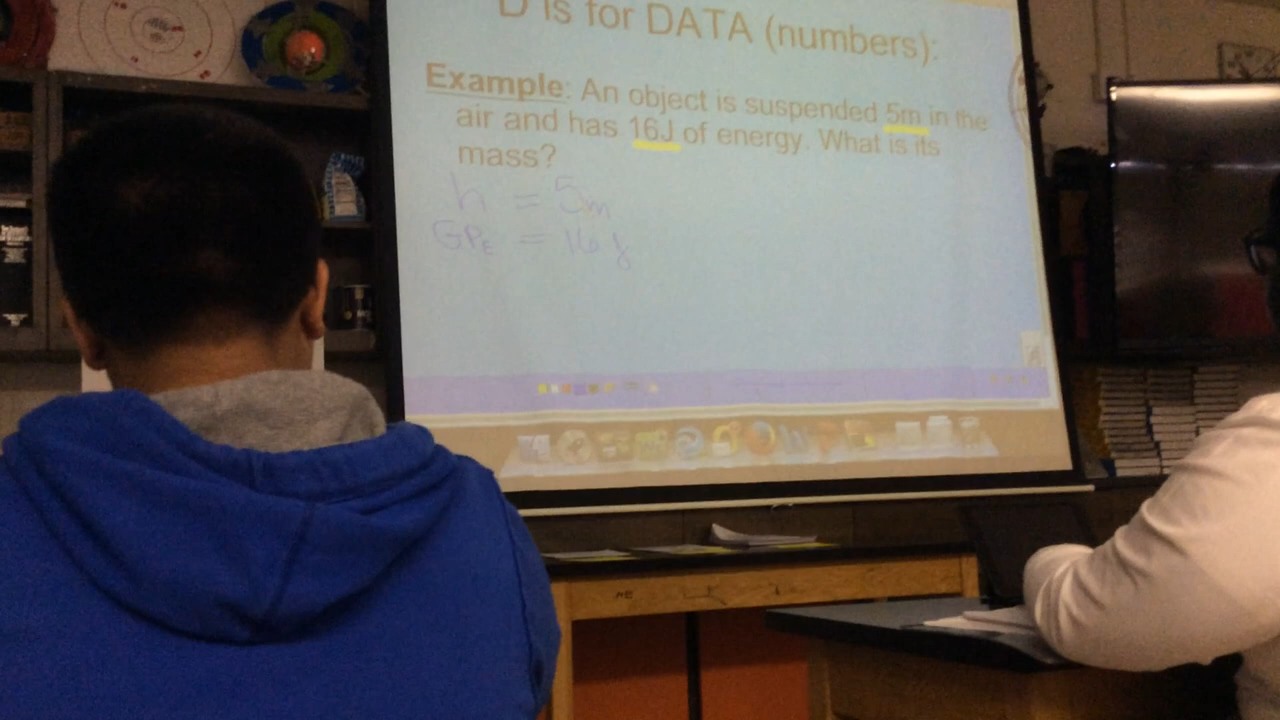 D is for DATA (numbers):
Example: An object is suspended 5m in the
air and has 16J of energy. What is its
mass?
h = 5m
GPE = 16 J